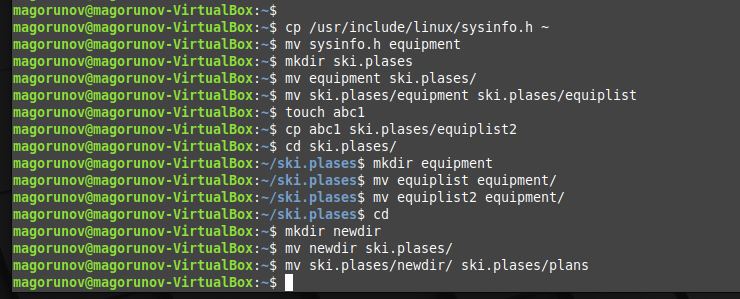 magorunov@magorunov-VirtualBox:~$
magorunov@magorunov-VirtualBox:~$ cp /usr/include/linux/sysinfo.h ~
magorunov@magorunov-VirtualBox:~$ mv sysinfo.h equipment
magorunov@magorunov-VirtualBox:~$ mkdir ski.plases
magorunov@magorunov-VirtualBox:~$ mv equipment ski.plases/
magorunov@magorunov-VirtualBox:~$ mv ski.plases/equipment ski.plases/equiplist
magorunov@magorunov-VirtualBox:~$ touch abc1
magorunov@magorunov-VirtualBox:~$ cp abc1 ski.plases/equiplist2
magorunov@magorunov-VirtualBox:~$ cd ski.plases/
magorunov@magorunov-VirtualBox:~/ski.plases$ mkdir equipment
magorunov@magorunov-VirtualBox:~/ski.plases$ mv equiplist equipment/
magorunov@magorunov-VirtualBox:~/ski.plases$ mv equiplist2 equipment/
magorunov@magorunov-VirtualBox:~/ski.plases$ cd
magorunov@magorunov-VirtualBox:~$ mkdir newdir
magorunov@magorunov-VirtualBox:~$ mv newdir ski.plases/
magorunov@magorunov-VirtualBox:~$ mv ski.plases/newdir/ ski.plases/plans
magorunov@magorunov-VirtualBox:~$